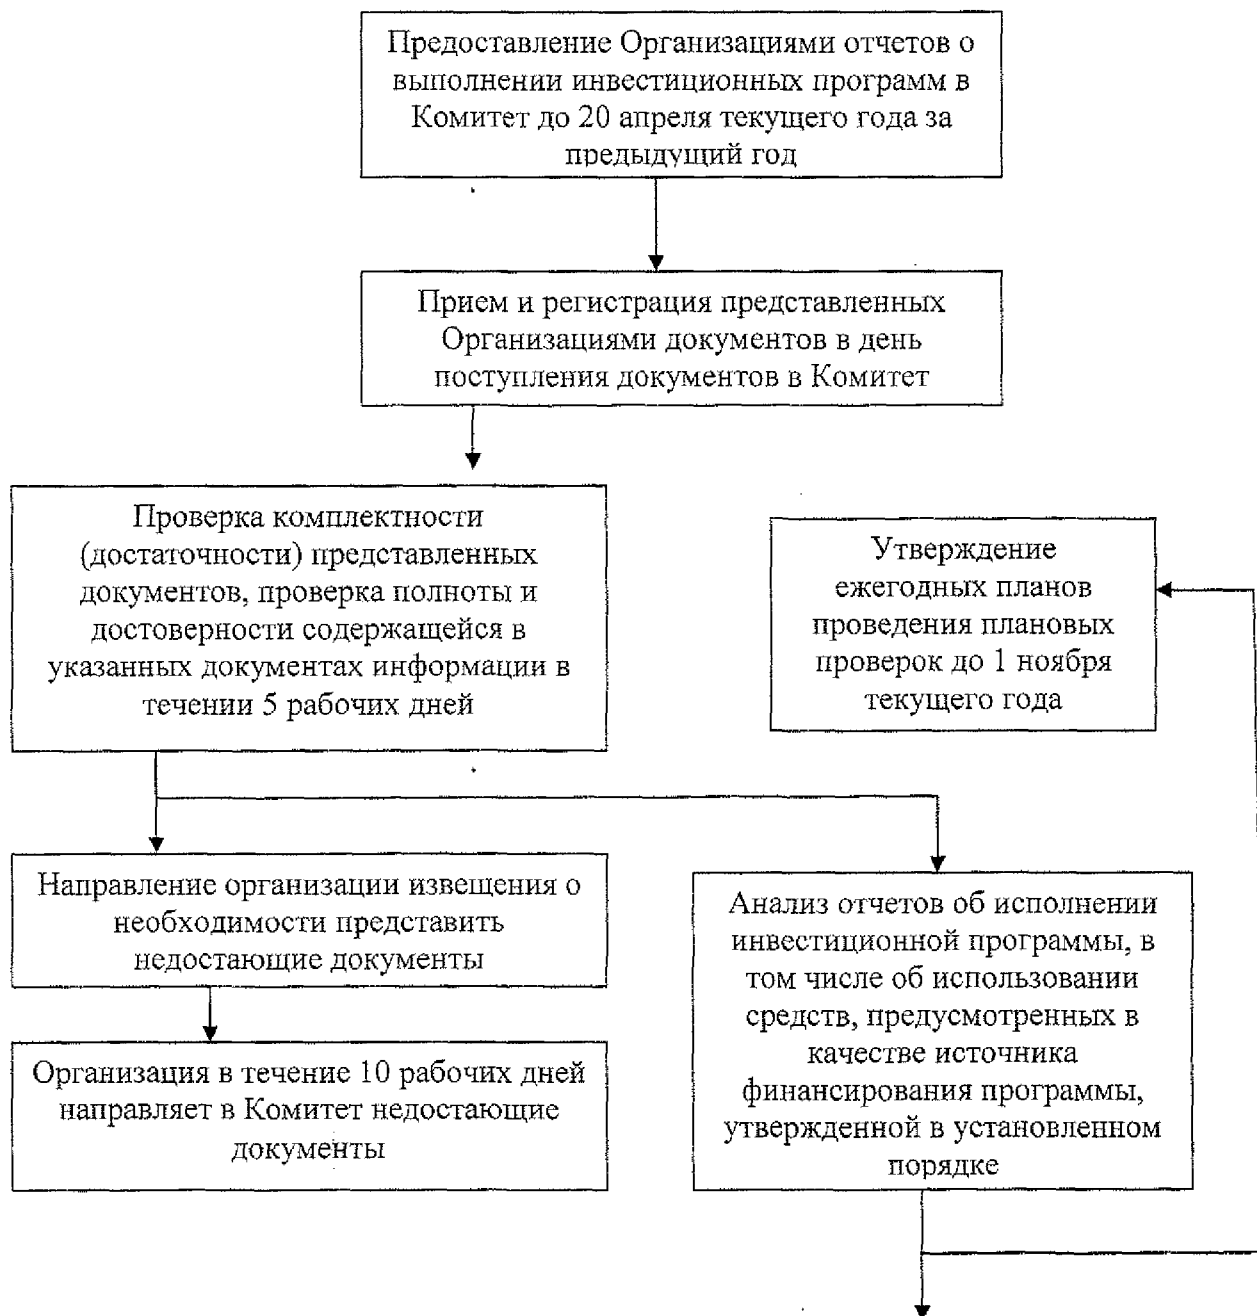 Предоставление Организациями отчетов о
выполнении инвестиционных программ в
Комитет до 20 апреля текущего года за
предыдущий год
Прием и регистрация представленных
Организациями документов в день
поступления документов в Комитет
Проверка комплектности
(достаточности) представленных
документов, проверка полноты и
достоверности содержащейся в
указанных документах информации в
течении 5 рабочих дней
Утверждение
ежегодных планов
проведения плановых
проверок до 1 ноября
текущего года
Направление организации извещения о
необходимости представить
недостающие документы
Организация в течение 10 рабочих дней
направляет в Комитет недостающие
документы
Анализ отчетов об исполнении
инвестиционной программы, в
том числе об использовании
средств, предусмотренных в
качестве источника
финансирования программы,
утвержденной в установленном
порядке